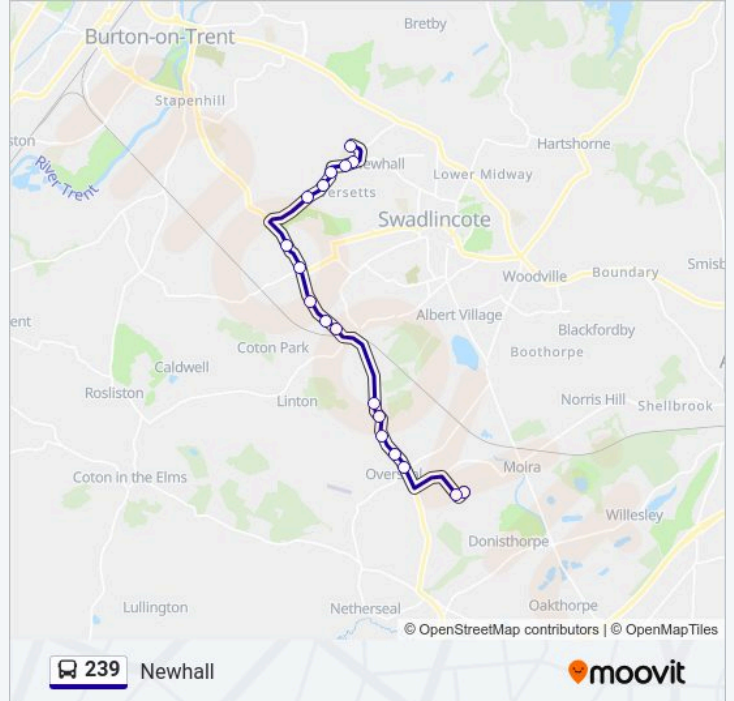 Bretby
Burton-on-Trent
Stapenhill
ston
Hartshorne
ewhall
Lower Midway
River Trent
ersetts
Swadlincote
Smisb
Woodville
Boundary
ent
Albert Village
Blackfordby
Coton Park
Boothorpe
A
Caldwell
Rosliston
Linton
Norris Hill
Shellbrook
Overseal
Moira
Coton in the Elms
Willesley
Donisthorpe
Lullington
Netherseal
Oakthorpe
© OpenStreetMap contributors | © OpenMapTiles
239 Newhall
moovit